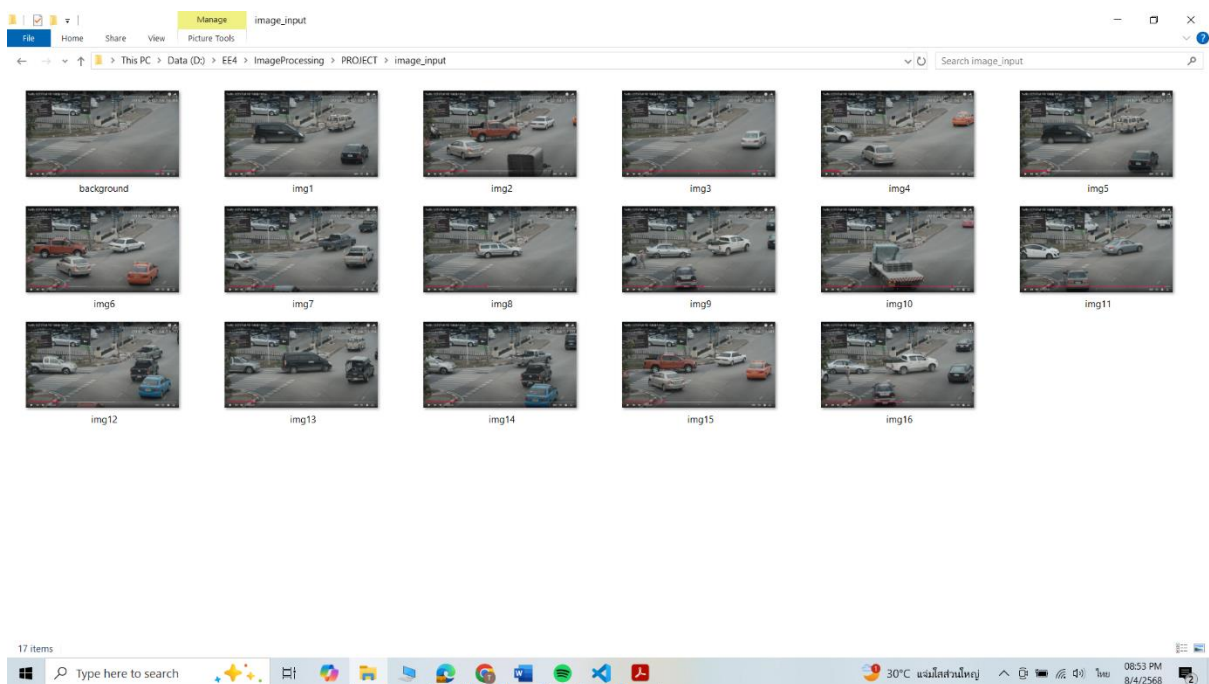 Manage image_input
File Home Share View Picture Tools
This PC > Data (D:) > EE4 > ImageProcessing > PROJECT > image_input
Search image_input
background img1 img2 img3 img4 img5
img6 img7 img8 img9 img10 img11
img12 img13 img14 img15 img16
17 items
Type here to search
30°C แจ่มใสส่วนใหญ่
ไทย
08:53 PM
8/4/2568
2